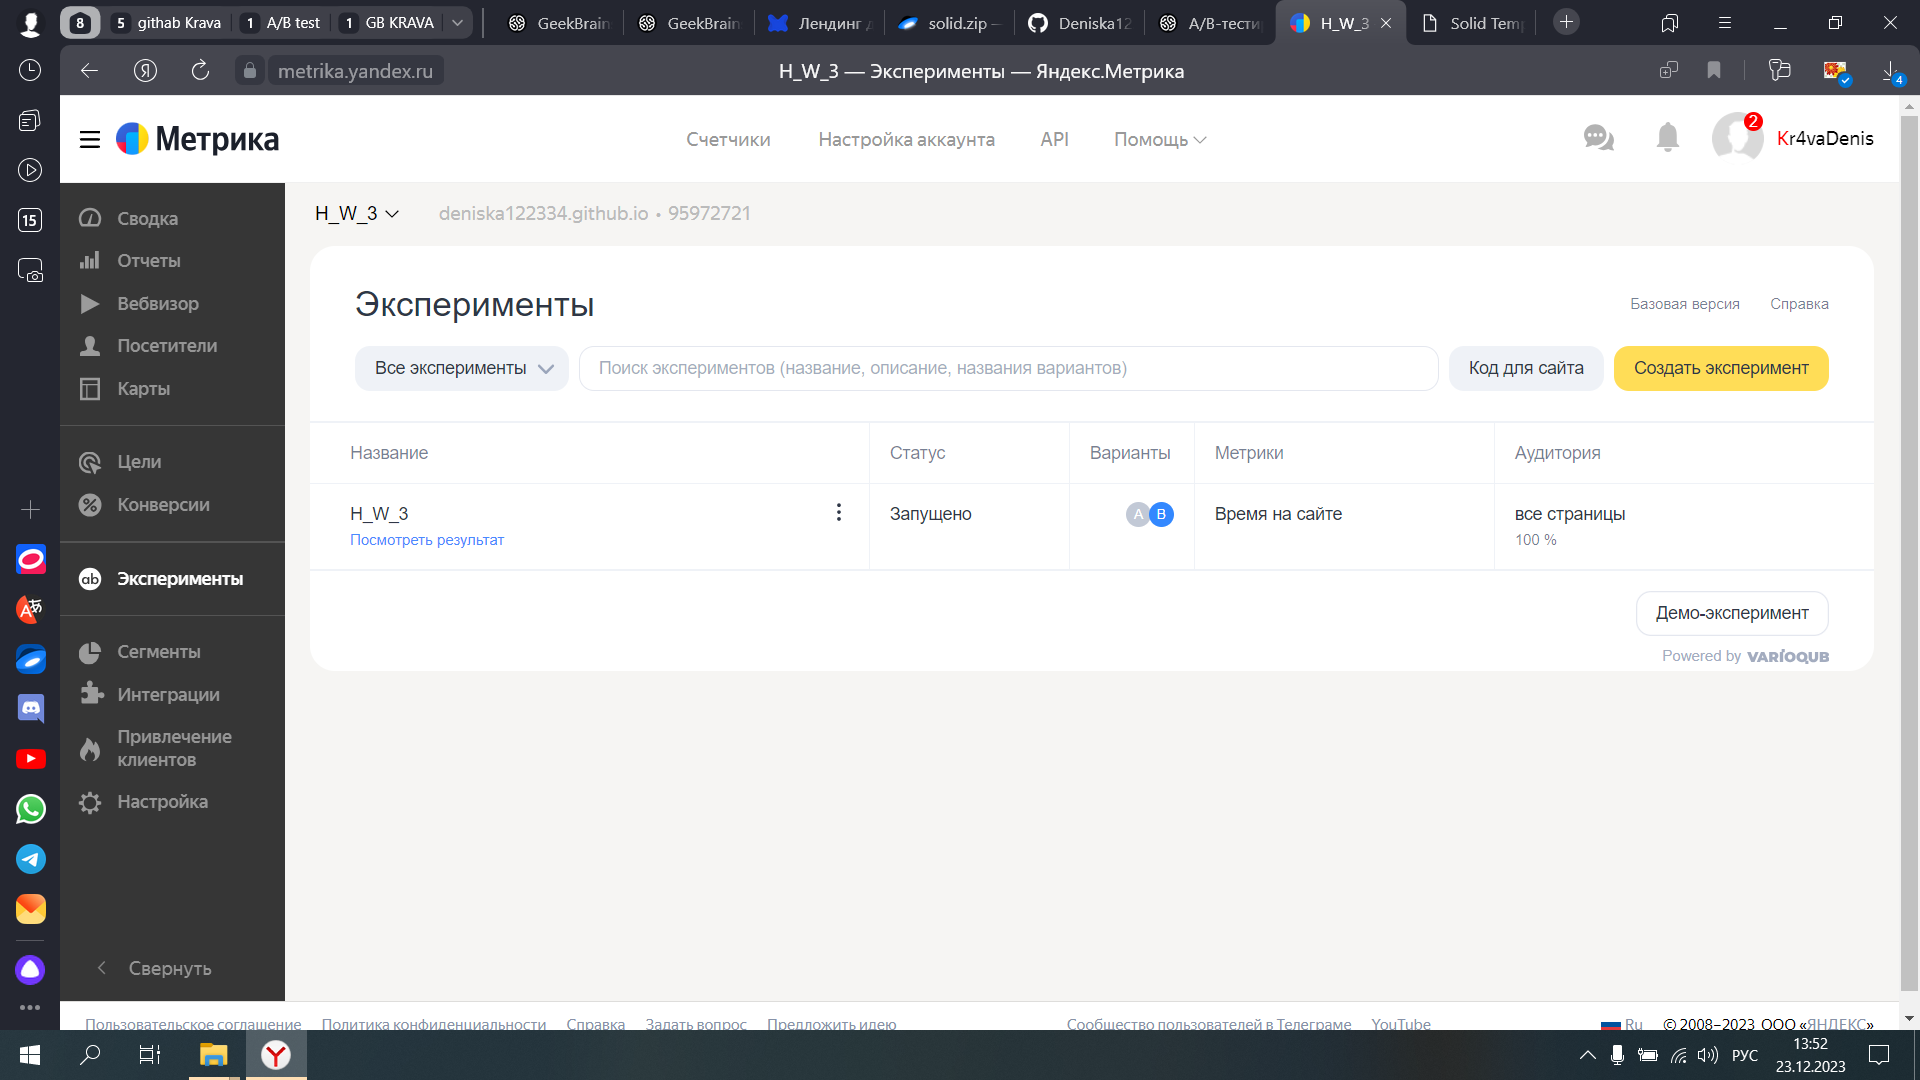 8
5 githab Krava
1 A/B test
1 GB KRAVA
GeekBrain
GeekBrain
Лендинг д
solid.zip —
Deniska12
A/B-тести
H_W_3
Solid Temp
metrika.yandex.ru
H_W_3 — Эксперименты — Яндекс.Метрика
4
15
Метрика
Счетчики
Настройка аккаунта
API
Помощь
2
Kr4vaDenis
Сводка
Отчеты
Вебвизор
Посетители
Карты
Цели
Конверсии
ab Эксперименты
Сегменты
Интеграции
Привлечение
клиентов
Настройка
Свернуть
H_W_3
deniska122334.github.io • 95972721
Эксперименты
Базовая версия
Справка
Все эксперименты
Поиск экспериментов (название, описание, названия вариантов)
Код для сайта
Создать эксперимент
Название
Статус
Варианты
Метрики
Аудитория
H_W_3
Запущено
A B
Время на сайте
все страницы
Посмотреть результат
100 %
Демо-эксперимент
Powered by VARIOQUB
Пользовательское соглашение
Политика конфиденциальности
Справка
Задать вопрос
Предложить идею
Сообщество пользователей в Телеграме
YouTube
Ru
© 2008–2023 ООО «ЯНДЕКС»
РУС
13:52
23.12.2023